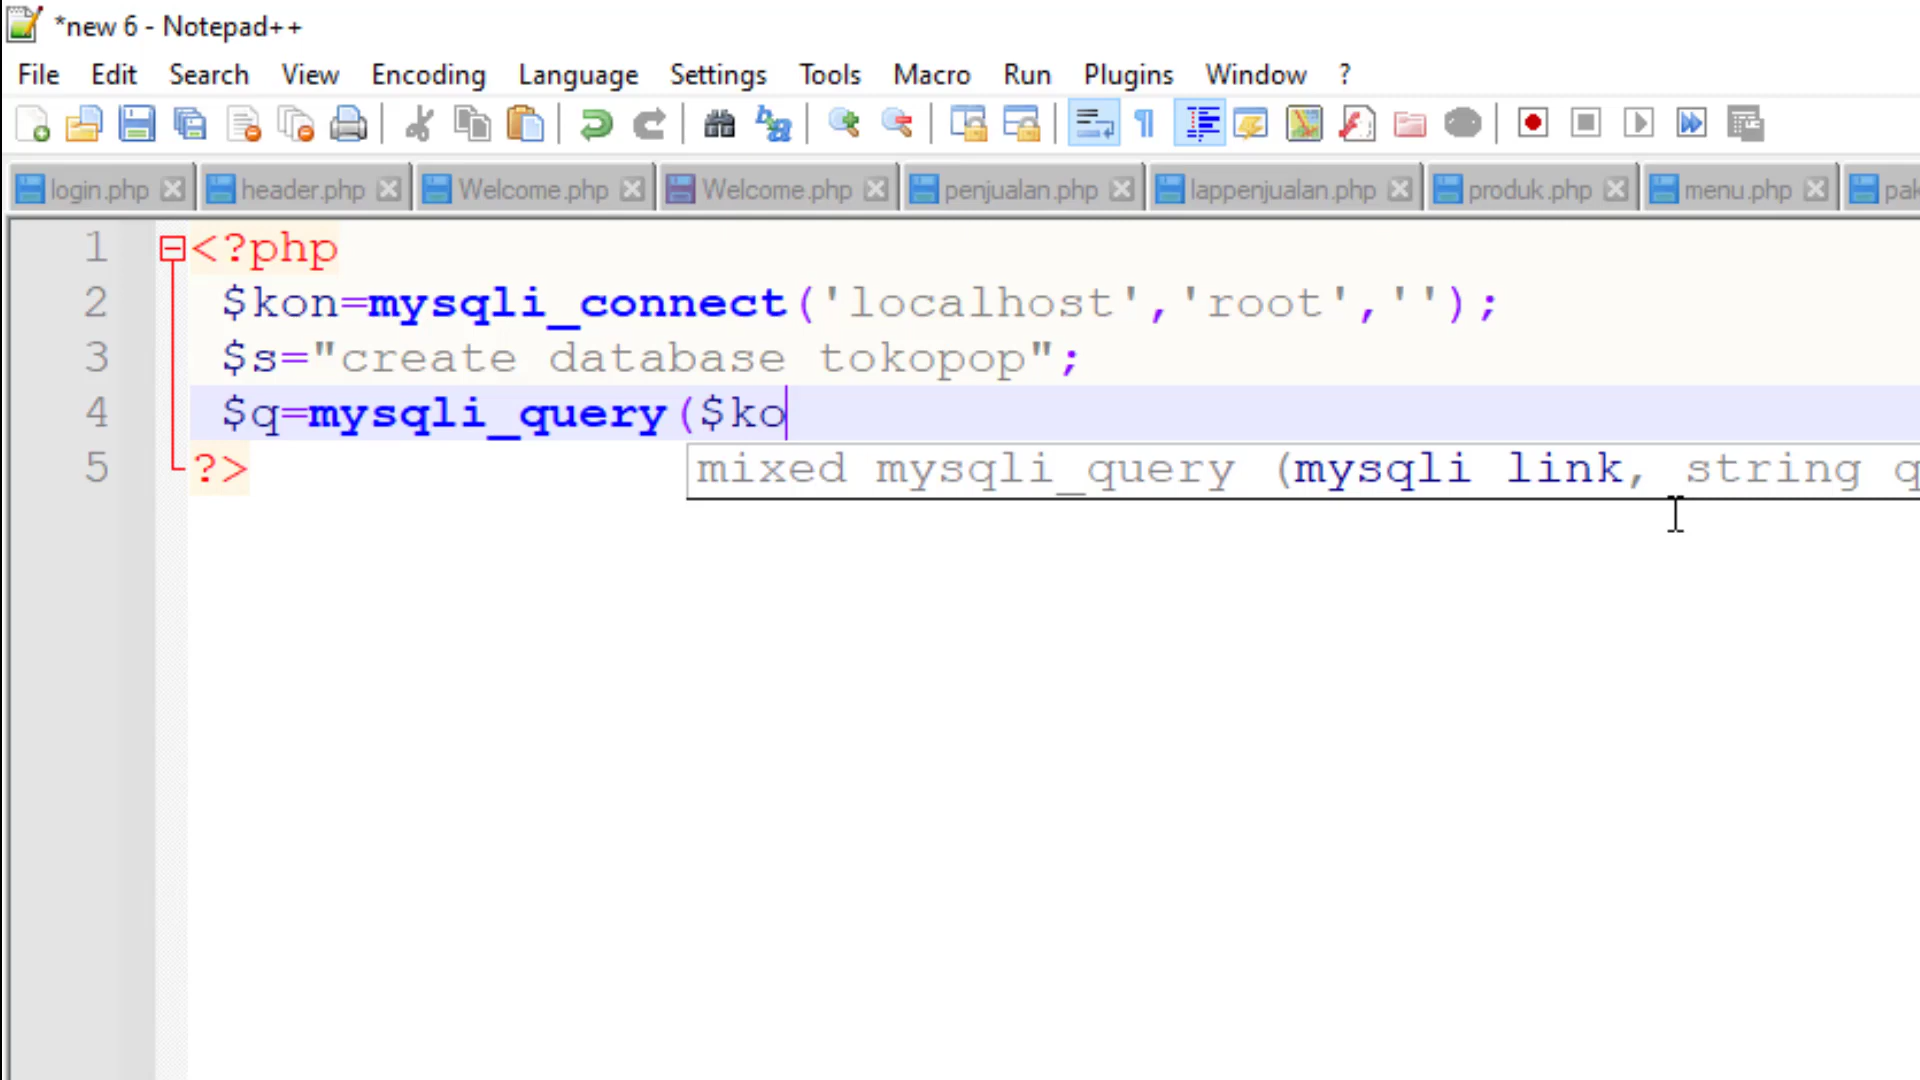 *new 6 - Notepad++
File Edit Search View Encoding Language Settings Tools Macro Run Plugins Window ?
login.php header.php Welcome.php Welcome.php penjualan.php lappenjualan.php produk.php menu.php pak
1 <?php
2 $kon=mysqli_connect('localhost','root','');
3 $s="create database tokopop";
4 $q=mysqli_query($ko
5 ?> mixed mysqli_query (mysqli link, string q